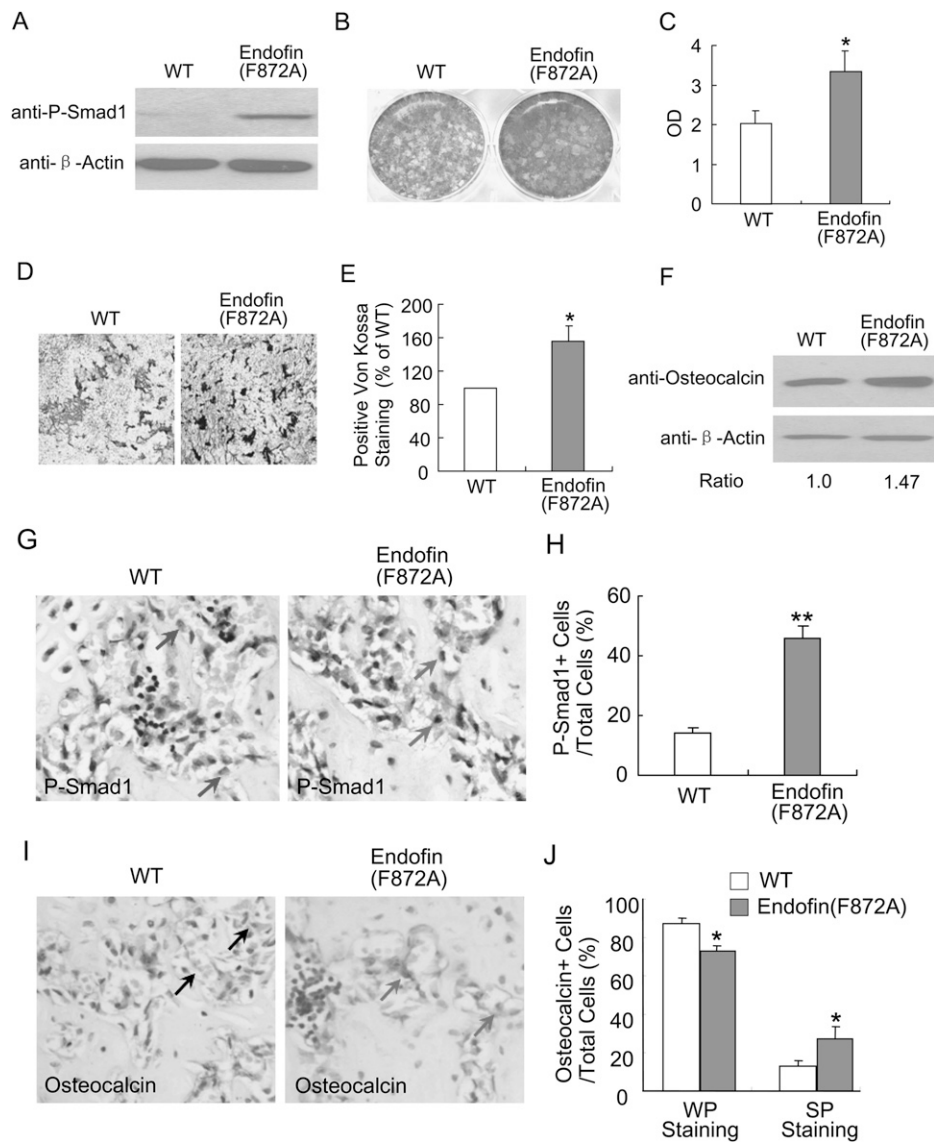 A
WT
Endofin
(F872A)
anti-P-Smad1
anti- β -Actin
B
WT
Endofin
(F872A)
C
OD
5
4
3
2
1
0
*
WT
Endofin
(F872A)
D
WT
Endofin
(F872A)
E
Positive Von Kossa
Staining (% of WT)
200
160
120
80
40
0
*
WT
Endofin
(F872A)
F
WT
Endofin
(F872A)
anti-Osteocalcin
anti- β -Actin
Ratio
1.0
1.47
G
WT
Endofin
(F872A)
P-Smad1
P-Smad1
H
P-Smad1+ Cells
/Total Cells (%)
60
40
20
0
**
WT
Endofin
(F872A)
I
WT
Endofin
(F872A)
Osteocalcin
Osteocalcin
J
WT
Endofin(F872A)
Osteocalcin+ Cells
/Total Cells (%)
100
80
60
40
20
0
*
*
WP
Staining
SP
Staining